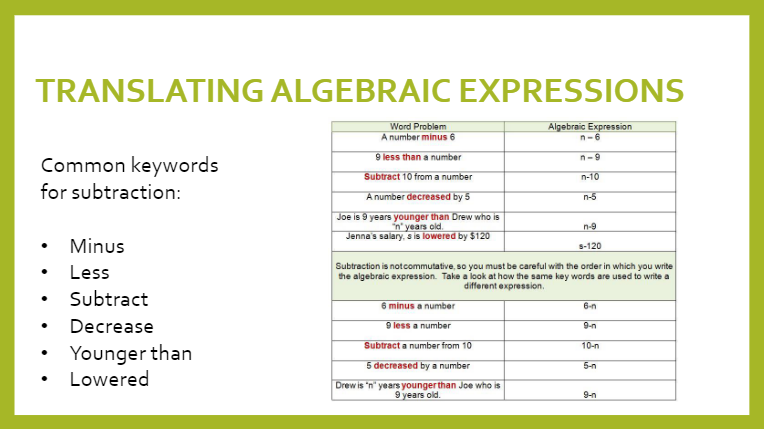 TRANSLATING ALGEBRAIC EXPRESSIONS
Common keywords
for subtraction:
• Minus
• Less
• Subtract
• Decrease
• Younger than
• Lowered
Word Problem Algebraic Expression
A number minus 6 n – 6
9 less than a number n – 9
Subtract 10 from a number n-10
A number decreased by 5 n-5
Joe is 9 years younger than Drew who is
"n" years old. n-9
Jenna's salary, s is lowered by $120
s-120
Subtraction is not commutative, so you must be careful with the order in which you write
the algebraic expression. Take a look at how the same key words are used to write a
different expression.
6 minus a number 6-n
9 less a number 9-n
Subtract a number from 10 10-n
5 decreased by a number 5-n
Drew is "n" years younger than Joe who is
9 years old. 9-n